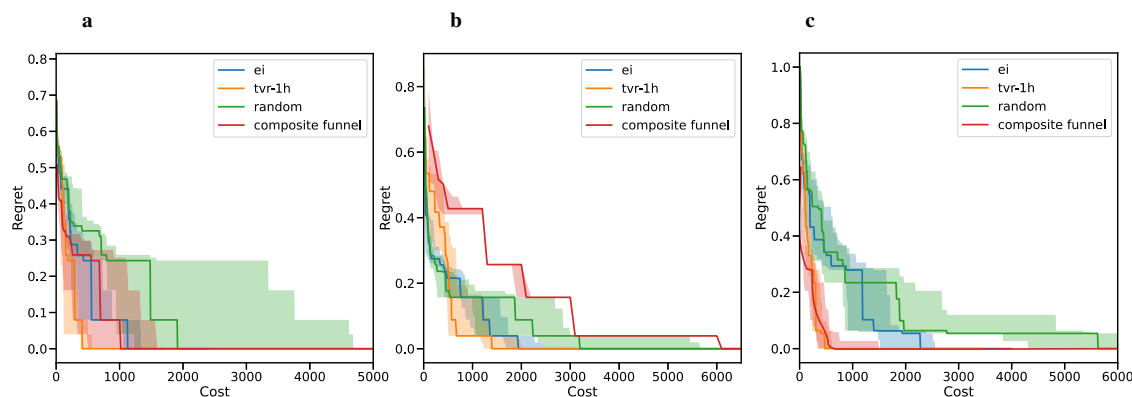 a
0.8
0.7
0.6
0.5
0.4
0.3
0.2
0.1
0.0
Regret
0
1000
2000
3000
4000
5000
Cost
ei
tvr-1h
random
composite funnel
b
0.8
0.6
0.4
0.2
0.0
Regret
0
1000
2000
3000
4000
5000
6000
Cost
ei
tvr-1h
random
composite funnel
c
1.0
0.8
0.6
0.4
0.2
0.0
Regret
0
1000
2000
3000
4000
5000
6000
Cost
ei
tvr-1h
random
composite funnel